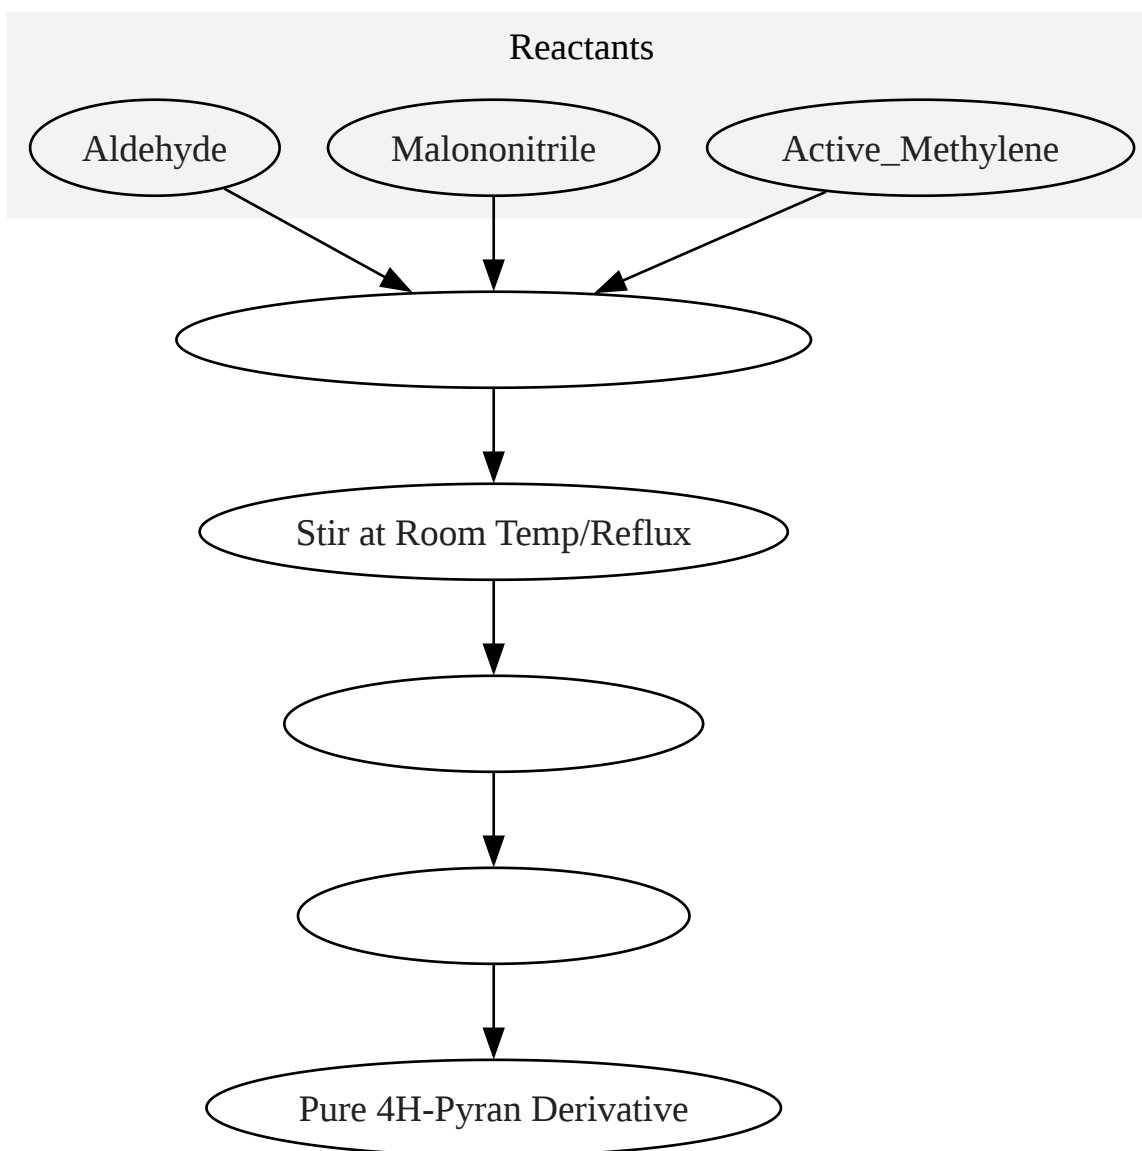 Reactants
Aldehyde
Malononitrile
Active_Methylene
Stir at Room Temp/Reflux
Pure 4H-Pyran Derivative